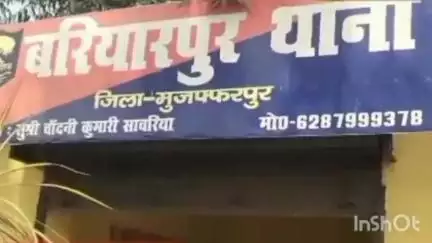 बरियारपुर थाना
जिला-मुजफ्फरपुर
: सुश्री चाँदनी कुमारी सावरिया मो0-6287999378
InShOt